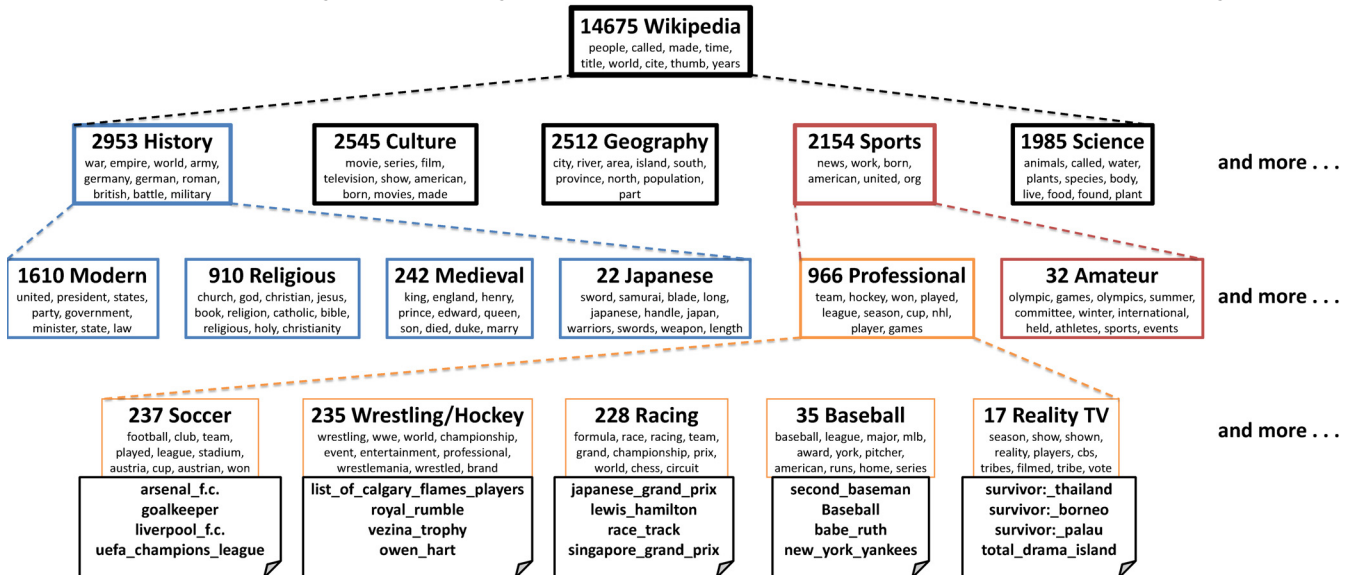 14675 Wikipedia
people, called, made, time,
title, world, cite, thumb, years
2953 History
war, empire, world, army,
germany, german, roman,
british, battle, military
2545 Culture
movie, series, film,
television, show, american,
born, movies, made
2512 Geography
city, river, area, island, south,
province, north, population,
part
2154 Sports
news, work, born,
american, united, org
1985 Science
animals, called, water,
plants, species, body,
live, food, found, plant
and more . . .
1610 Modern
united, president, states,
party, government,
minister, state, law
910 Religious
church, god, christian, jesus,
book, religion, catholic, bible,
religious, holy, christianity
242 Medieval
king, england, henry,
prince, edward, queen,
son, died, duke, marry
22 Japanese
sword, samurai, blade, long,
japanese, handle, japan,
warriors, swords, weapon, length
966 Professional
team, hockey, won, played,
league, season, cup, nhl,
player, games
32 Amateur
olympic, games, olympics, summer,
committee, winter, international,
held, athletes, sports, events
and more . . .
237 Soccer
football, club, team,
played, league, stadium,
austria, cup, austrian, won
arsenal_f.c.
goalkeeper
liverpool_f.c.
uefa_champions_league
235 Wrestling/Hockey
wrestling, wwe, world, championship,
event, entertainment, professional,
wrestlemania, wrestled, brand
list_of_calgary_flames_players
royal_rumble
vezina_trophy
owen_hart
228 Racing
formula, race, racing, team,
grand, championship, prix,
world, chess, circuit
japanese_grand_prix
lewis_hamilton
race_track
singapore_grand_prix
35 Baseball
baseball, league, major, mlb,
award, york, pitcher,
american, runs, home, series
second_baseman
Baseball
babe_ruth
new_york_yankees
17 Reality TV
season, show, shown,
reality, players, cbs,
tribes, filmed, tribe, vote
survivor:_thailand
survivor:_borneo
survivor:_palau
total_drama_island
and more . . .